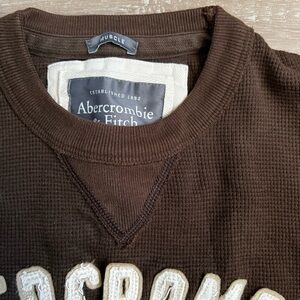 MUSCLE
ESTABLISHED 1892
Abercrombie
& Fitch